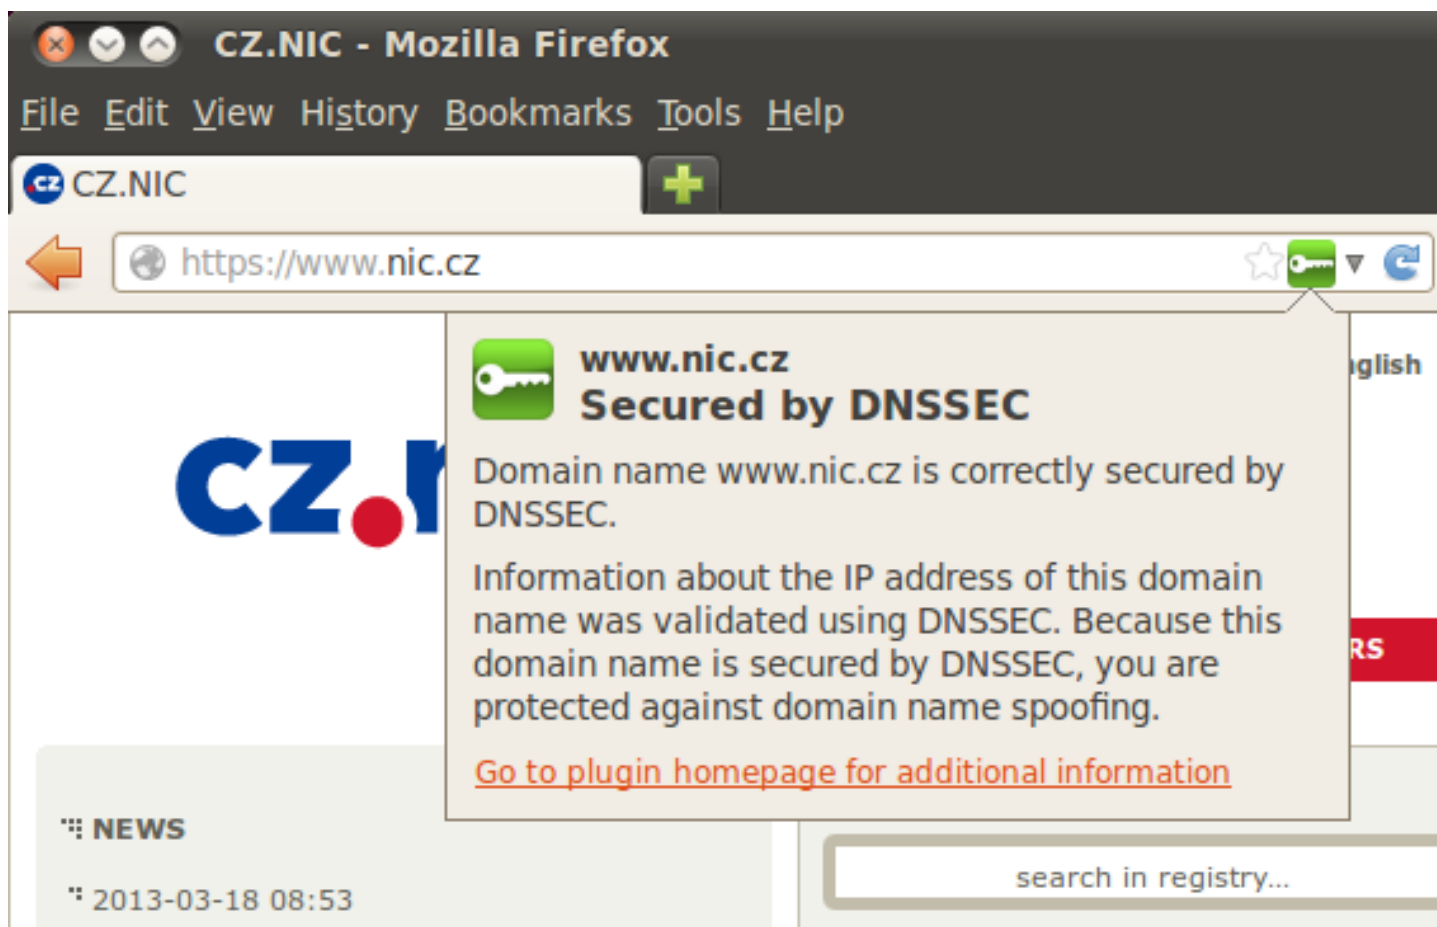 CZ.NIC - Mozilla Firefox
File Edit View History Bookmarks Tools Help
cz CZ.NIC
https://www.nic.cz
www.nic.cz
Secured by DNSSEC
Domain name www.nic.cz is correctly secured by
DNSSEC.
Information about the IP address of this domain
name was validated using DNSSEC. Because this
domain name is secured by DNSSEC, you are
protected against domain name spoofing.
Go to plugin homepage for additional information
nglish
cz.
RS
NEWS
2013-03-18 08:53
search in registry...